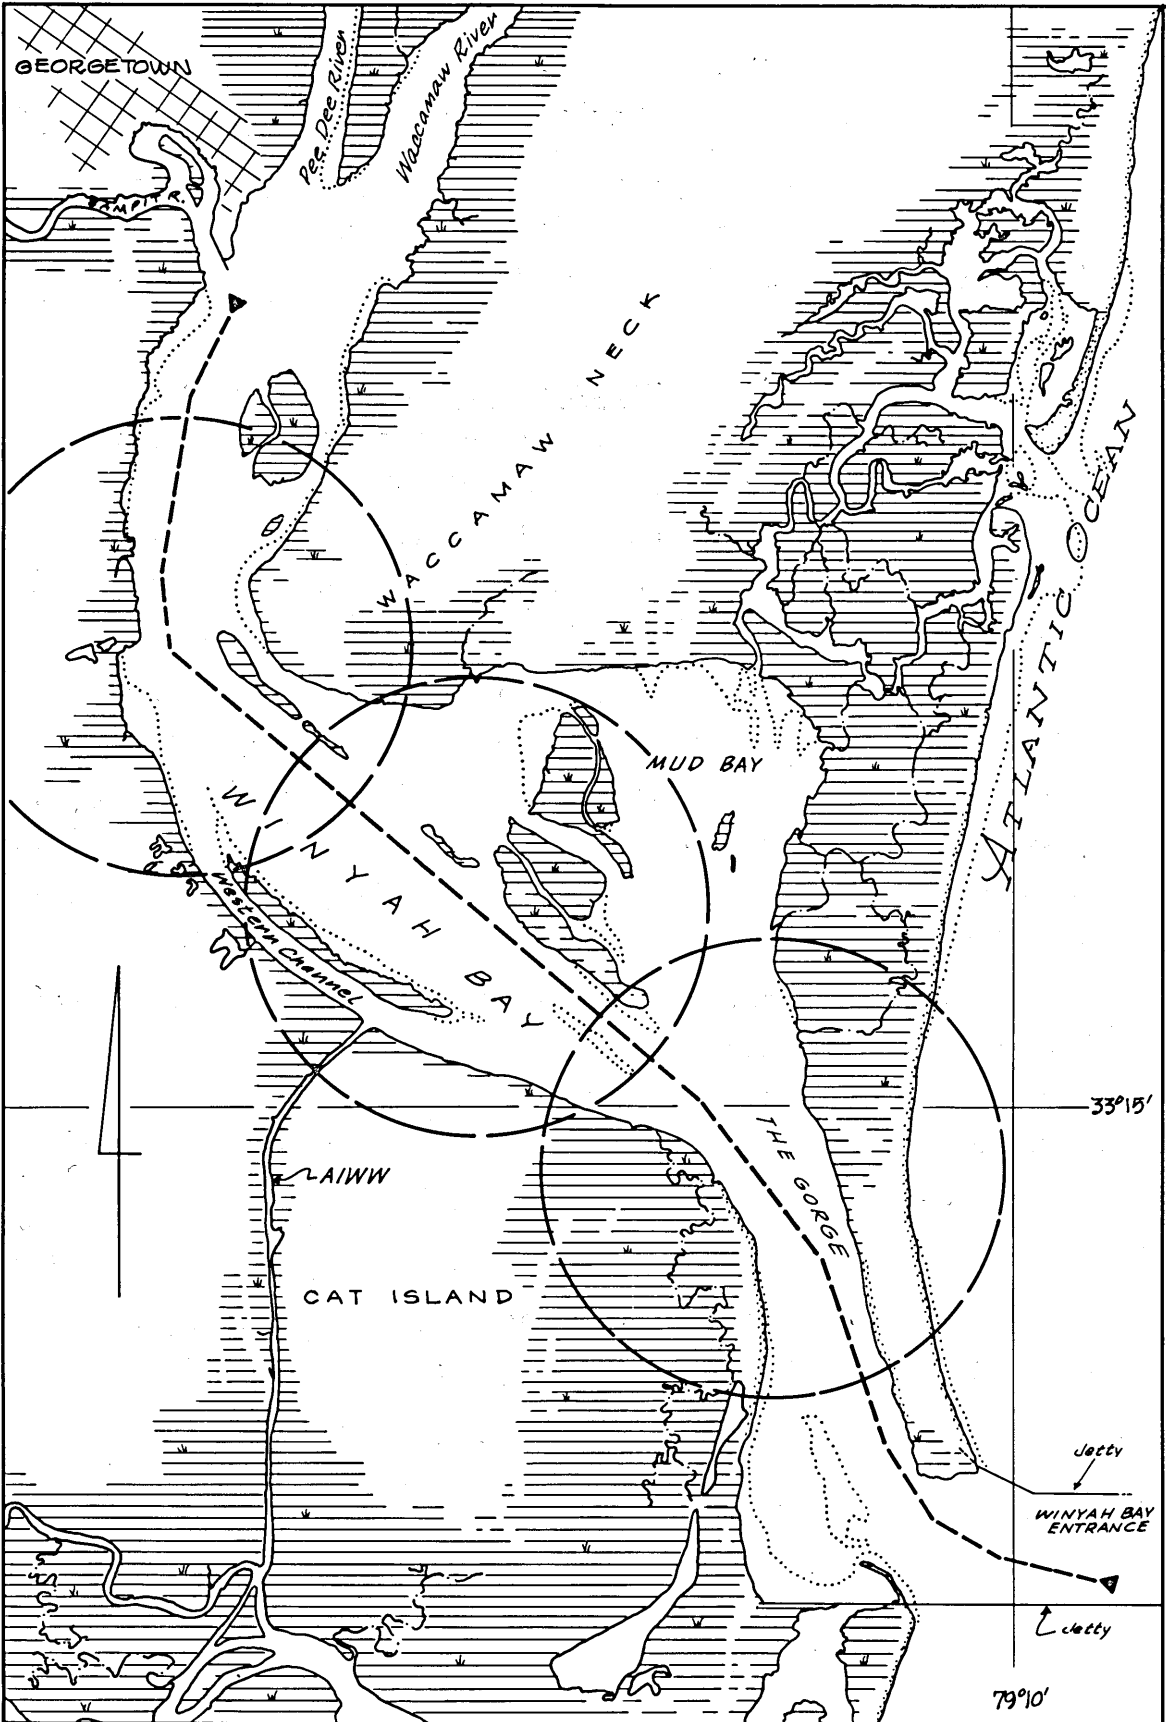 GEORGETOWN
Pee Dee River
Waccamaw River
SAMPIT R.
WACCAMAW NECK
ATLANTIC OCEAN
MUD BAY
WINYAH BAY
Western Channel
33°15'
THE GORGE
AIWW
CAT ISLAND
Jetty
WINYAH BAY
ENTRANCE
Jetty
79°10'